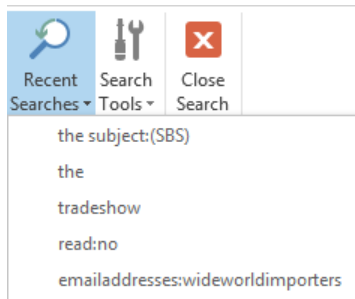 Recent Search Close
Searches Tools Search
the subject:(SBS)
the
tradeshow
read:no
emailaddresses:wideworldimporters